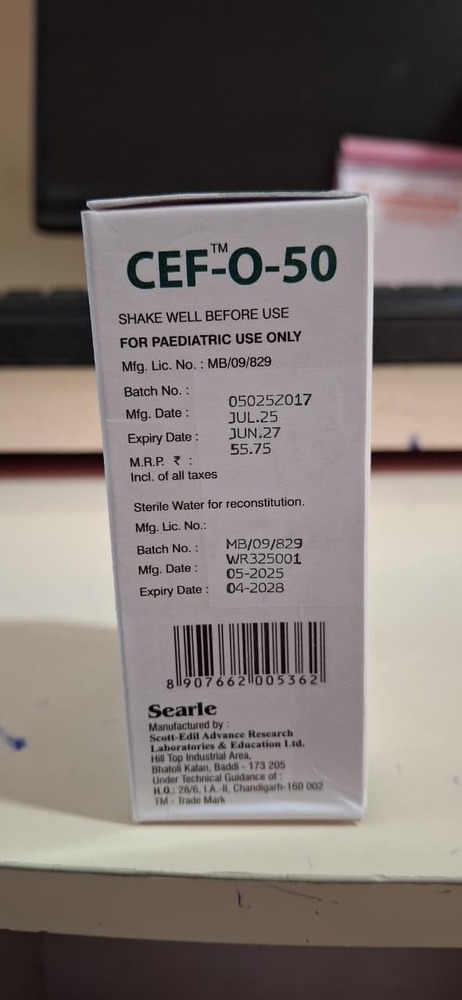 CEF™-O-50
SHAKE WELL BEFORE USE
FOR PAEDIATRIC USE ONLY
Mfg. Lic. No. : MB/09/829
Batch No. : 05025Z017
Mfg. Date : JUL.25
Expiry Date : JUN.27
M.R.P. ₹ : 55.75
Incl. of all taxes
Sterile Water for reconstitution.
Mfg. Lic. No.: MB/09/829
Batch No. : WR325001
Mfg. Date : 05-2025
Expiry Date : 04-2028
8 907662 005362
Searle
Manufactured by :
Scott-Edil Advance Research
Laboratories & Education Ltd.
Hill Top Industrial Area,
Bhatoli Kalan, Baddi - 173 205
Under Technical Guidance of :
H.O.: 28/6, I.A.-II, Chandigarh-160 002
TM - Trade Mark